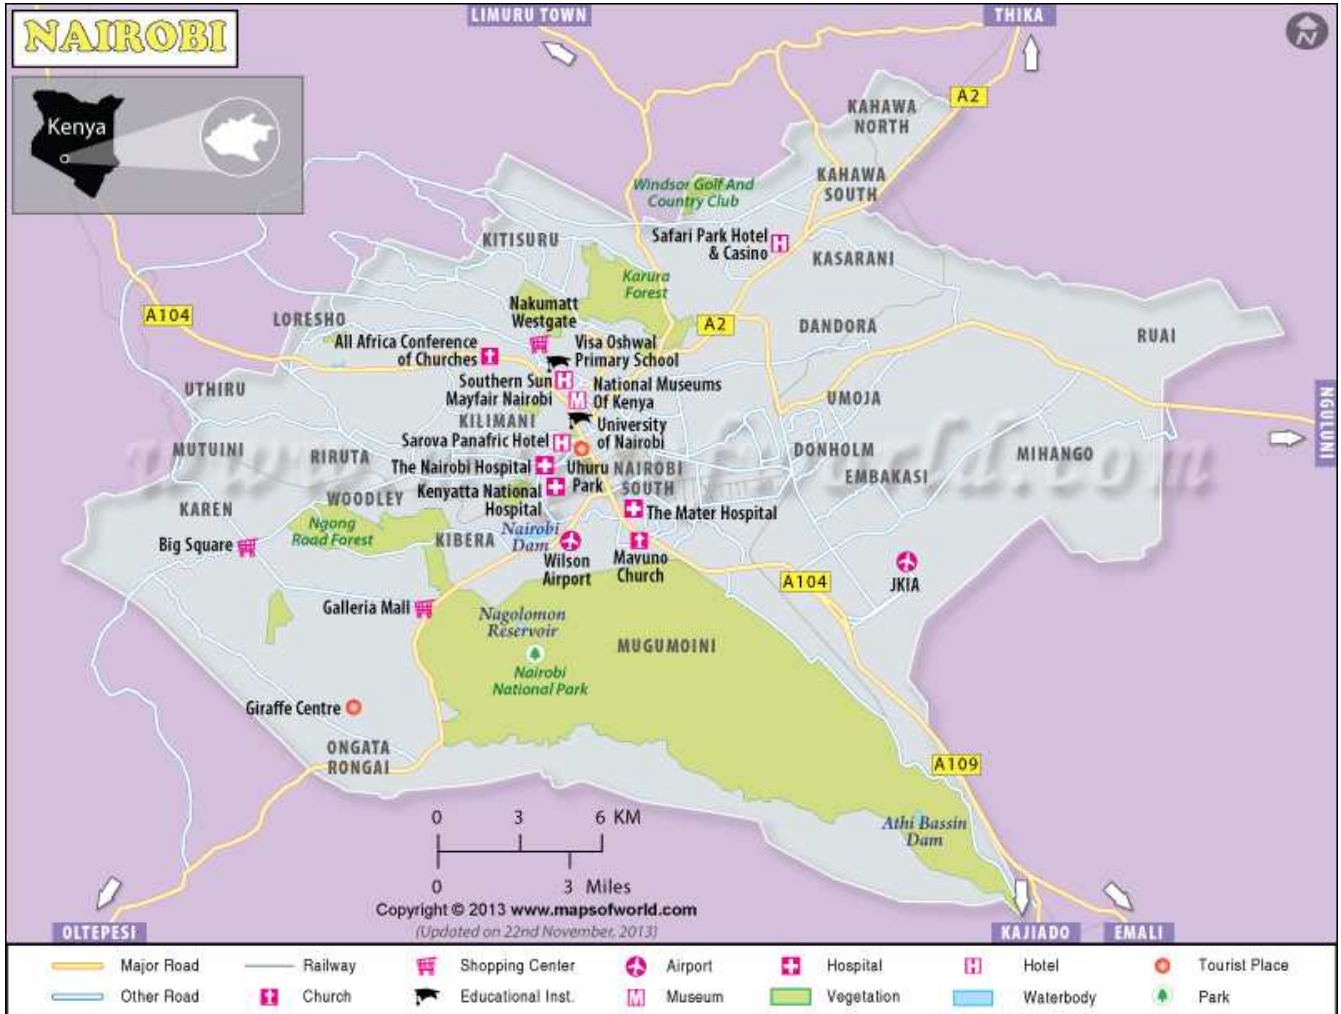 NAIROBI
LIMURU TOWN
THIKA
N
Kenya
A2
KAHAWA
NORTH
KAHAWA
SOUTH
Windsor Golf And
Country Club
Safari Park Hotel
& Casino
KITISURU
KASARANI
Karura
Forest
Nakumatt
Westgate
A104
LORESHO
A2
DANDORA
RUAI
All Africa Conference
of Churches
Visa Oshwal
Primary School
Southern Sun
Mayfair Nairobi
National Museums
Of Kenya
UTHIRU
UMOJA
NGULUNI
KILIMANI
University
of Nairobi
Sarova Panafric Hotel
MUTUINI
RIRUTA
DONHOLM
MIHANGO
www.mapsofworld.com
The Nairobi Hospital
Uhuru
Park
NAIROBI
SOUTH
EMBAKASI
WOODLEY
Kenyatta National
Hospital
KAREN
The Mater Hospital
Ngong
Road Forest
Nairobi
Dam
KIBERA
Big Square
Wilson
Airport
Mavuno
Church
A104
JKIA
Galleria Mall
Nagolomon
Reservoir
MUGUMOINI
Nairobi
National Park
Giraffe Centre
ONGATA
RONGAI
A109
Athi Bassin
Dam
0 3 6 KM
0 3 Miles
Copyright © 2013 www.mapsofworld.com
(Updated on 22nd November, 2013)
OLTEPESI
KAJIADO
EMALI
Major Road
Railway
Shopping Center
Airport
Hospital
H
Hotel
Tourist Place
Other Road
Church
Educational Inst.
M
Museum
Vegetation
Waterbody
Park